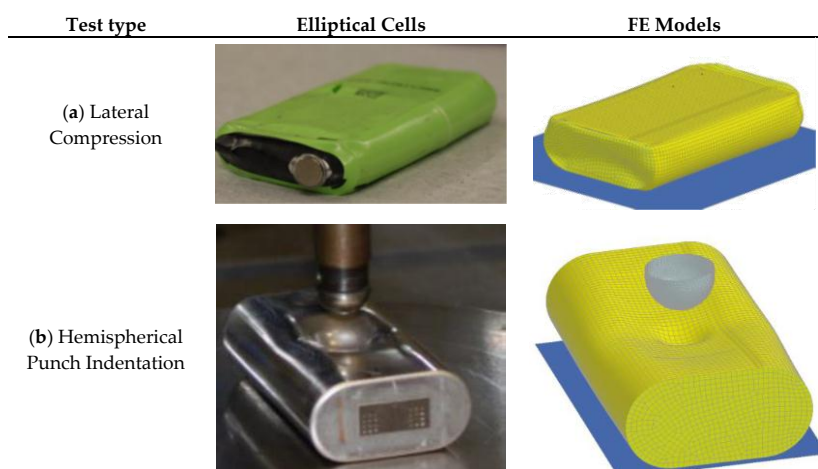 Test type Elliptical Cells FE Models
(a) Lateral
Compression
(b) Hemispherical
Punch Indentation